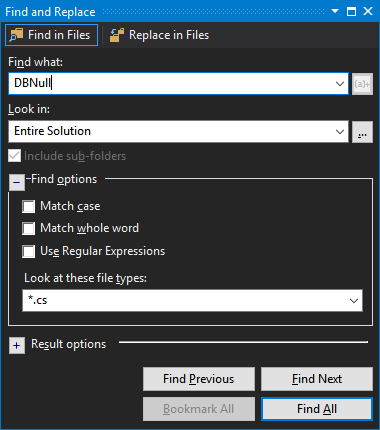 Find and Replace
Find in Files
Replace in Files
Find what:
DBNull
(a)+
Look in:
Entire Solution
...
Include sub-folders
Find options
Match case
Match whole word
Use Regular Expressions
Look at these file types:
*.cs
Result options
Find Previous
Find Next
Bookmark All
Find All